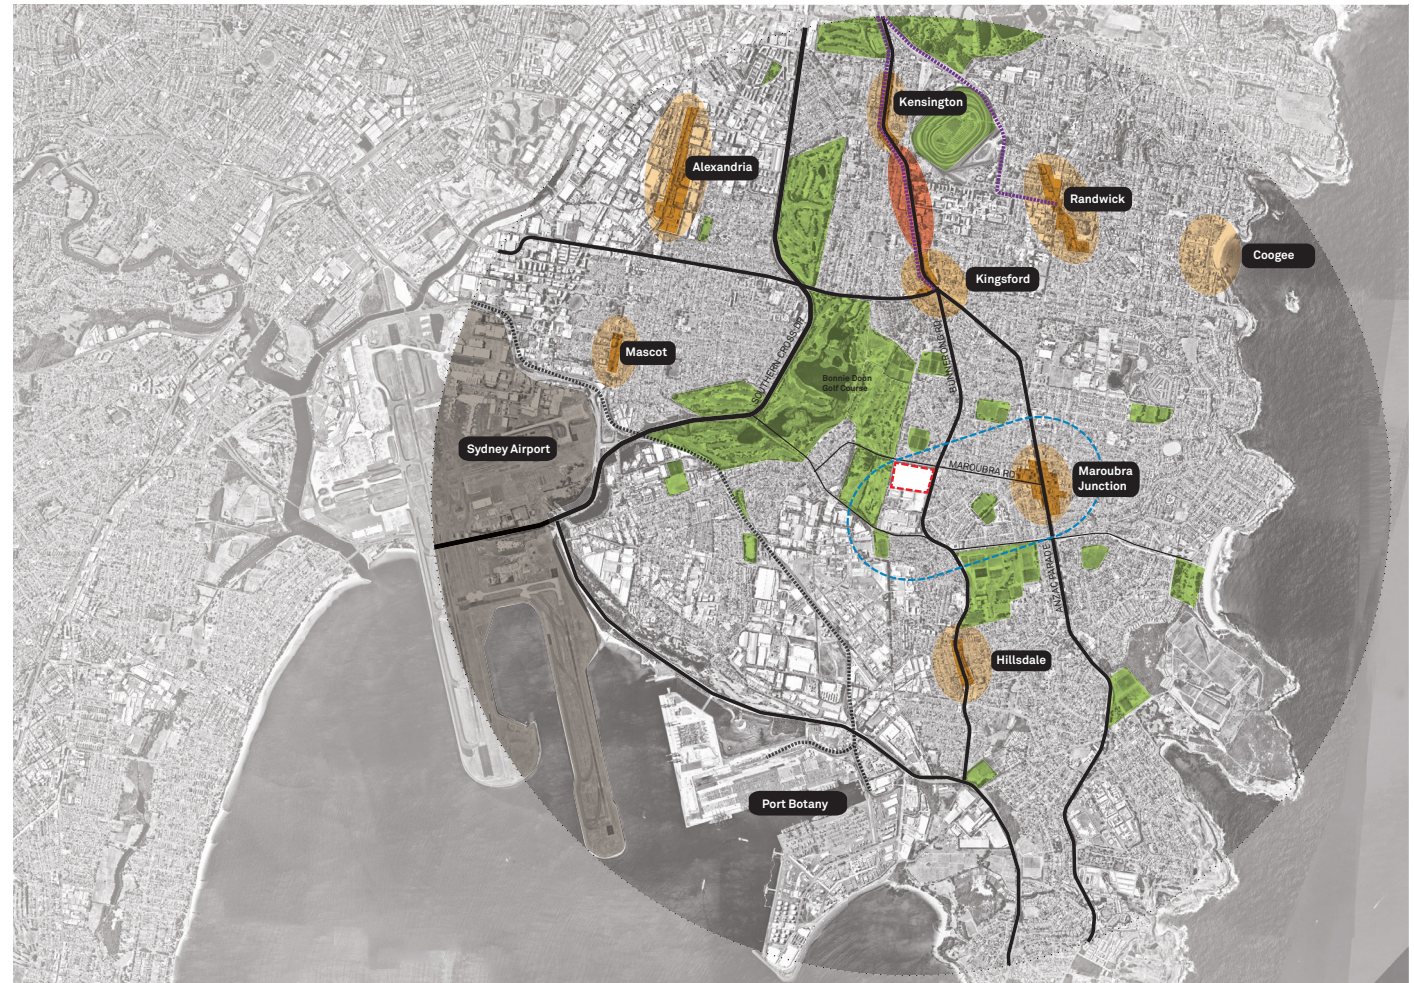 Kensington
Alexandria
Randwick
Coogee
Kingsford
Mascot
SOUTHERN CROSS DR
BUNNERONG RD
Bonnie Doon
Golf Course
Sydney Airport
MAROUBRA RD
Maroubra
Junction
ANZAC PARADE
Hillsdale
Port Botany